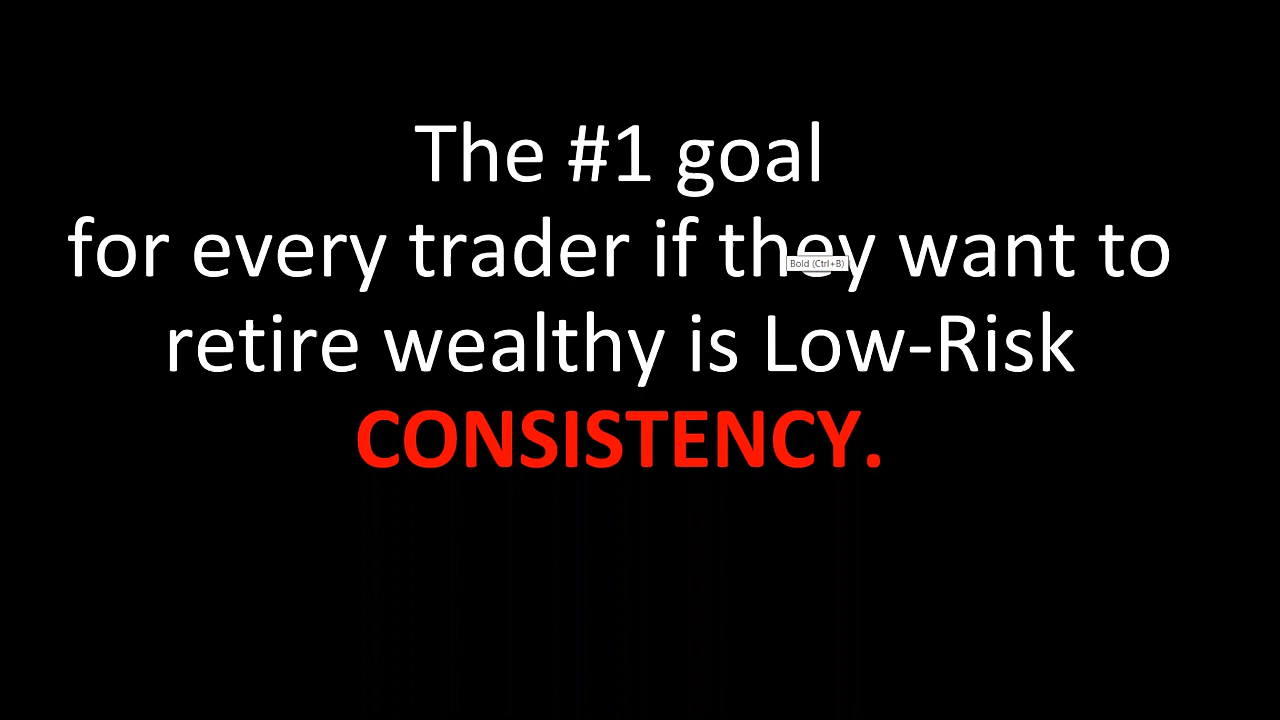 The #1 goal
for every trader if they want to
Bold (Ctrl+B)
retire wealthy is Low-Risk
CONSISTENCY.